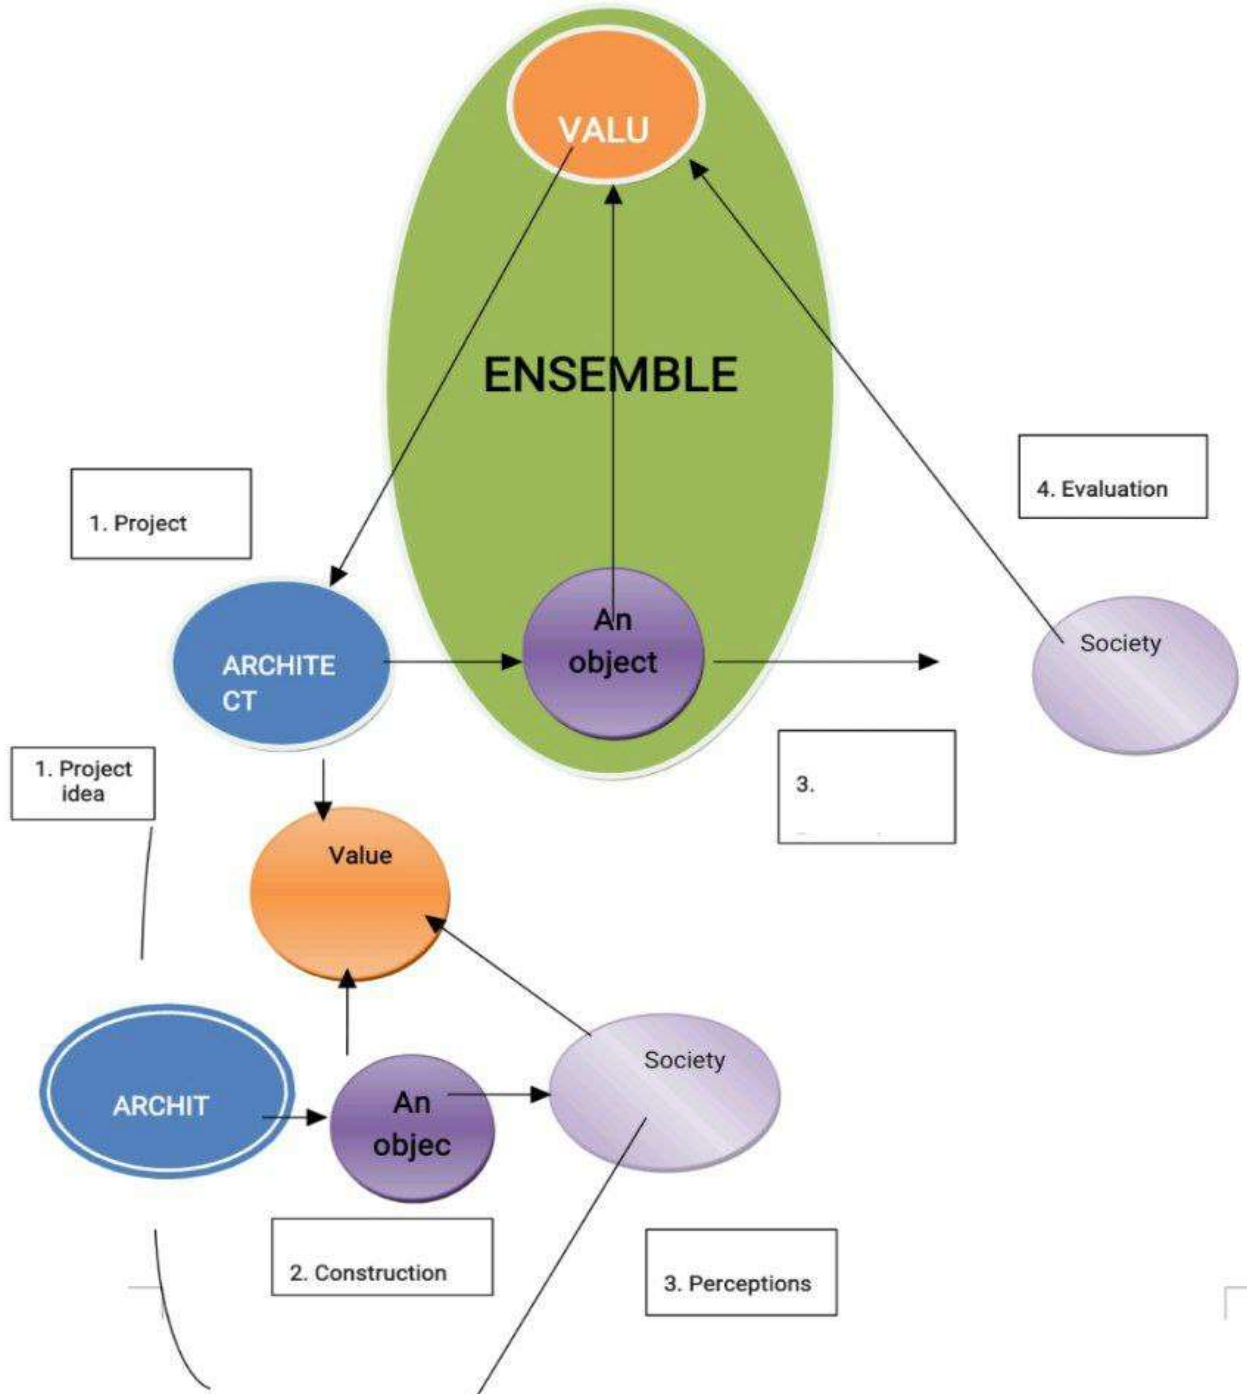 VALU
ENSEMBLE
4. Evaluation
1. Project
An
object
Society
ARCHITE
CT
1. Project
idea
3.
Value
Society
ARCHIT
An
objec
2. Construction
3. Perceptions